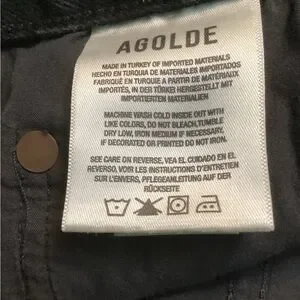 AGOLDE
MADE IN TURKEY OF IMPORTED MATERIALS
HECHO EN TURQUIA DE MATERIALES IMPORTADOS
FABRIQUÉ EN TURQUIE A PARTIR DE MATÉRIAUX
IMPORTÉS, IN DER TÜRKEI HERGESTELLT MIT
IMPORTIERTEN MATERIALIEN
MACHINE WASH COLD INSIDE OUT WITH
LIKE COLORS, DO NOT BLEACH.TUMBLE
DRY LOW, IRON MEDIUM IF NECESSARY.
IF DECORATED OR PRINTED DO NOT IRON.
SEE CARE ON REVERSE, VEA EL CUIDADO EN EL
REVERSO, VOIR LES INSTRUCTIONS D'ENTRETIEN
SUR L'ENVERS, PFLEGEANLEITUNG AUF DER
RÜCKSEITE